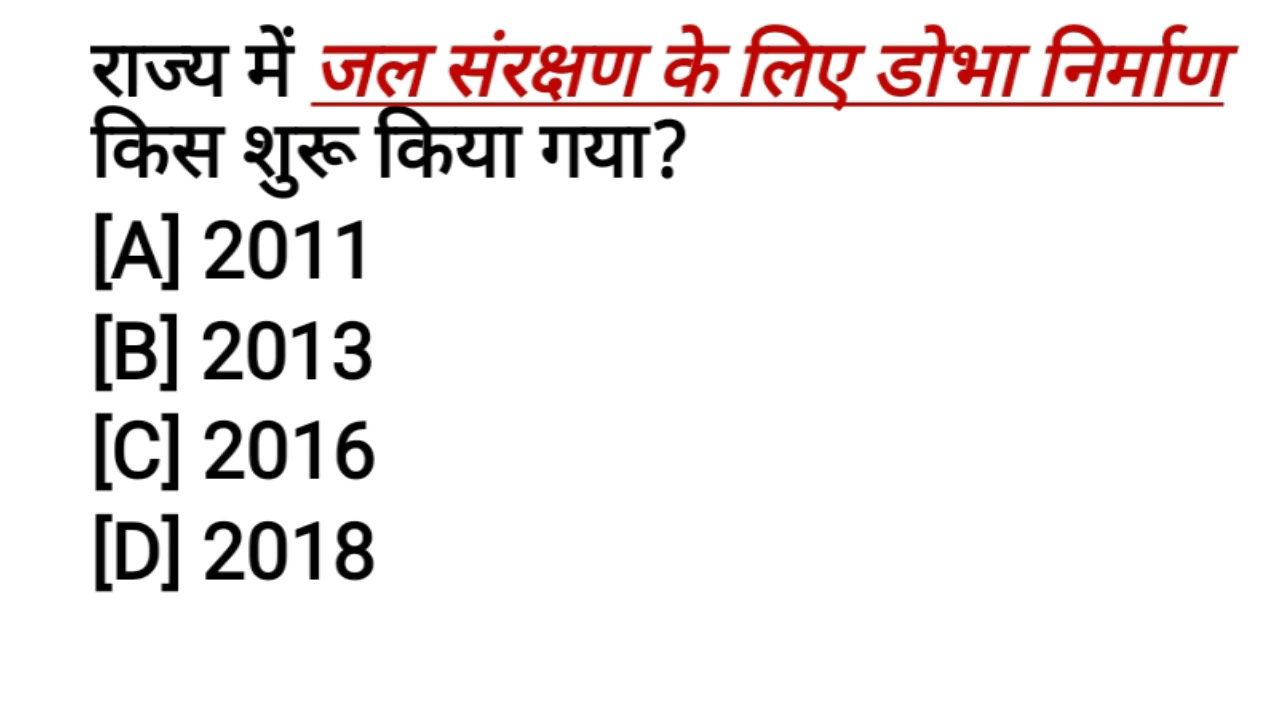 राज्य में जल संरक्षण के लिए डोभा निर्माण
किस शुरू किया गया?
[A] 2011
[B] 2013
[C] 2016
[D] 2018